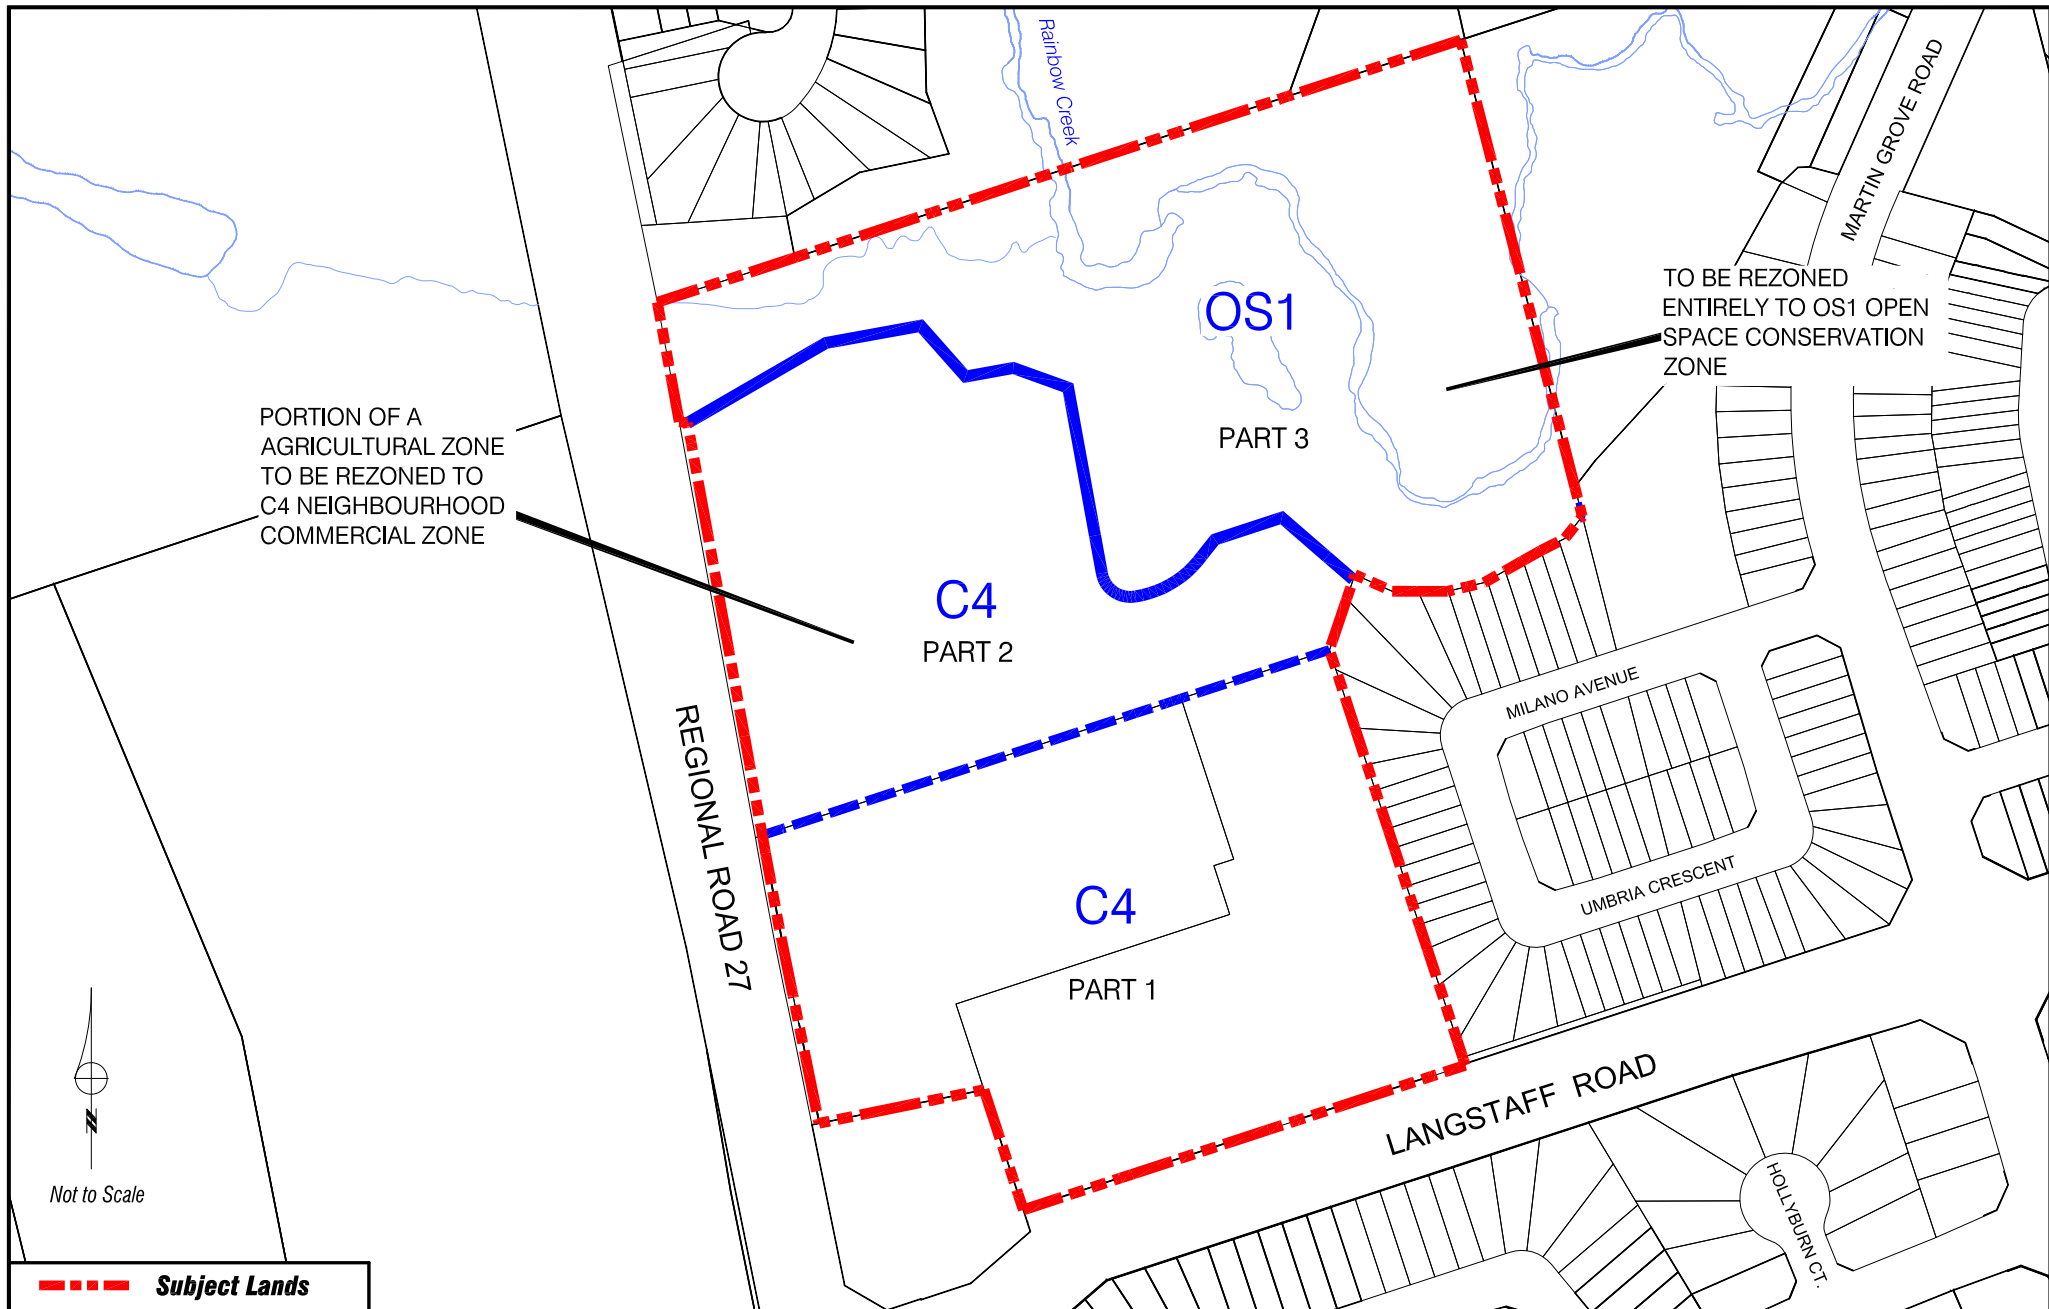 Rainbow Creek
MARTIN GROVE ROAD
OS1
TO BE REZONED
ENTIRELY TO OS1 OPEN
SPACE CONSERVATION
ZONE
PORTION OF A
AGRICULTURAL ZONE
TO BE REZONED TO
C4 NEIGHBOURHOOD
COMMERCIAL ZONE
PART 3
C4
PART 2
MILANO AVENUE
REGIONAL ROAD 27
UMBRIA CRESCENT
C4
PART 1
LANGSTAFF ROAD
HOLLYBURN CT.
N
Not to Scale
Subject Lands